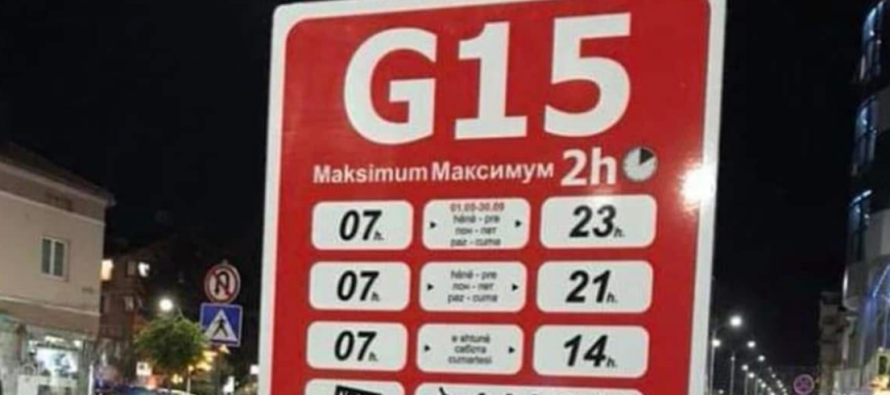 G15
Maksimum Максимум 2h
07h.
01.05-30.09
hënë - pre
пон - пет
paz - cuma
23h.
07h.
hënë - pre
пон - пет
paz - cuma
21h.
07h.
e shtunë
сабота
cumartesi
14h.